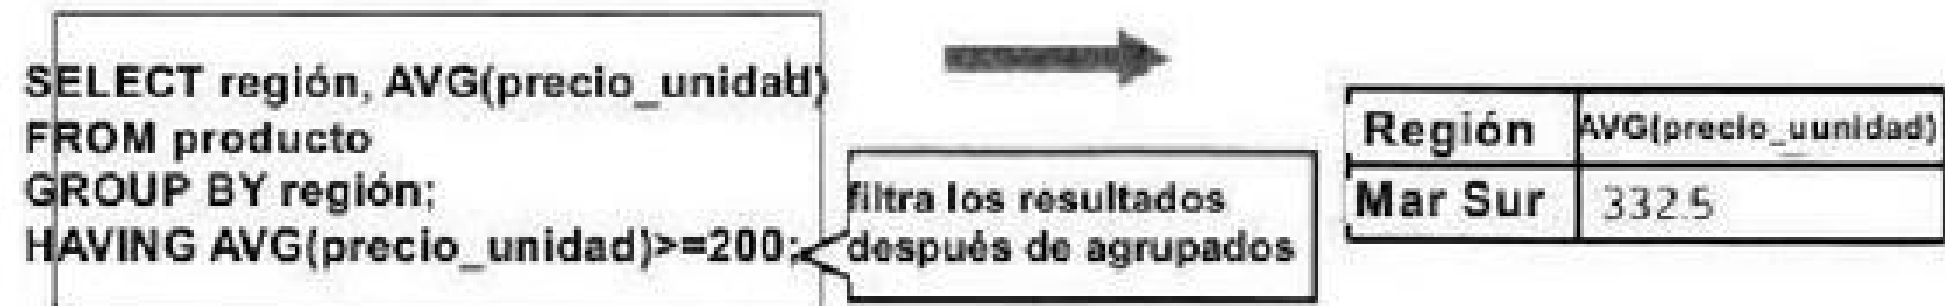 SELECT región, AVG(precio_unidad)
FROM producto
GROUP BY región;
HAVING AVG(precio_unidad)>=200;
filtra los resultados
después de agrupados
Región AVG(precio_uunidad)
Mar Sur 332.5